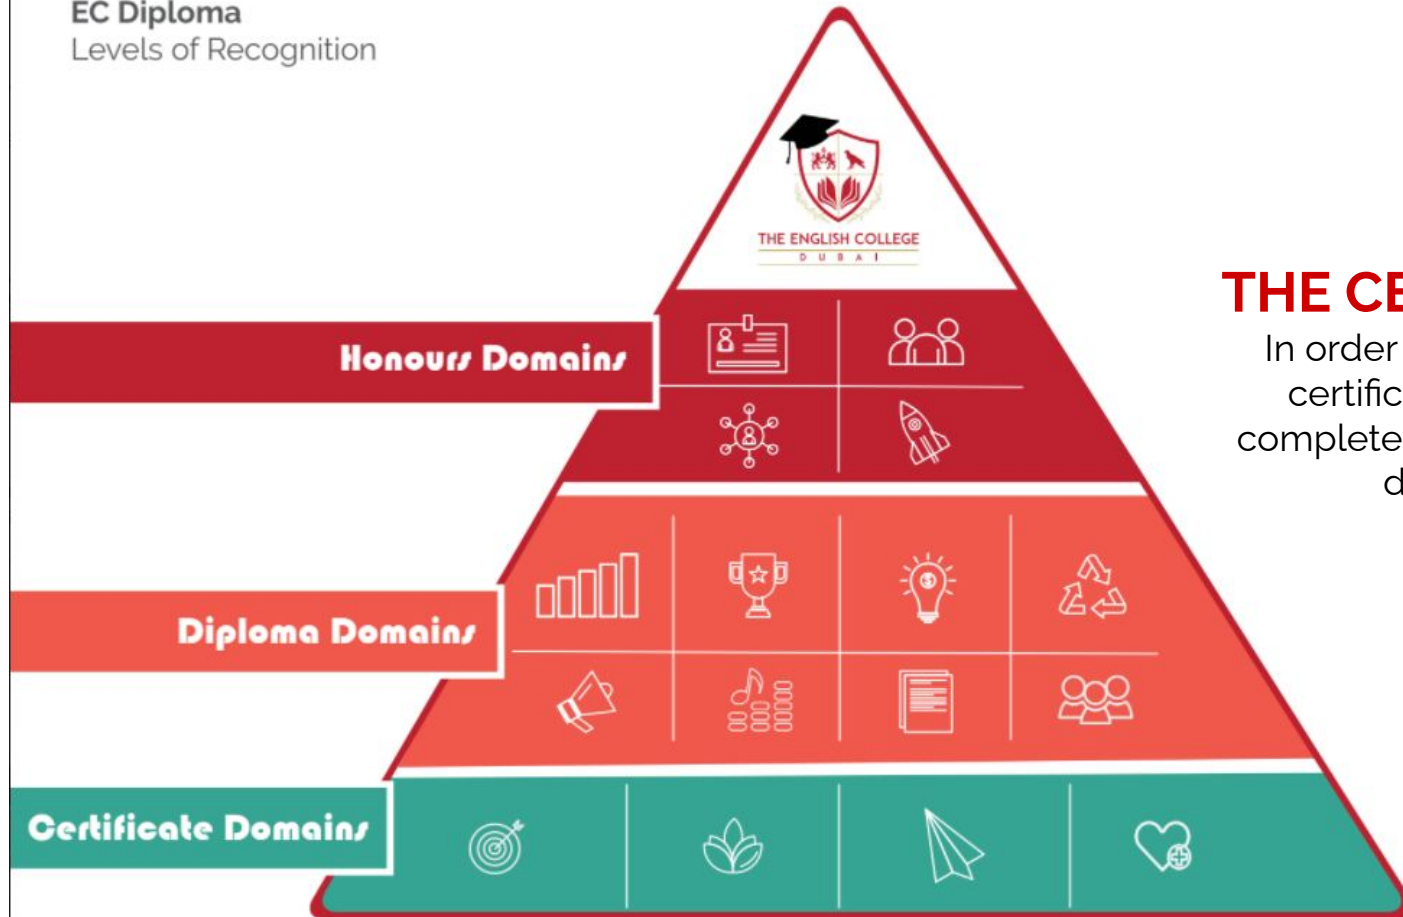 EC Diploma
Levels of Recognition
THE ENGLISH COLLEGE
DUBAI
Honours Domains
Diploma Domains
Certificate Domains
THE CE
In order
certific
complete
d